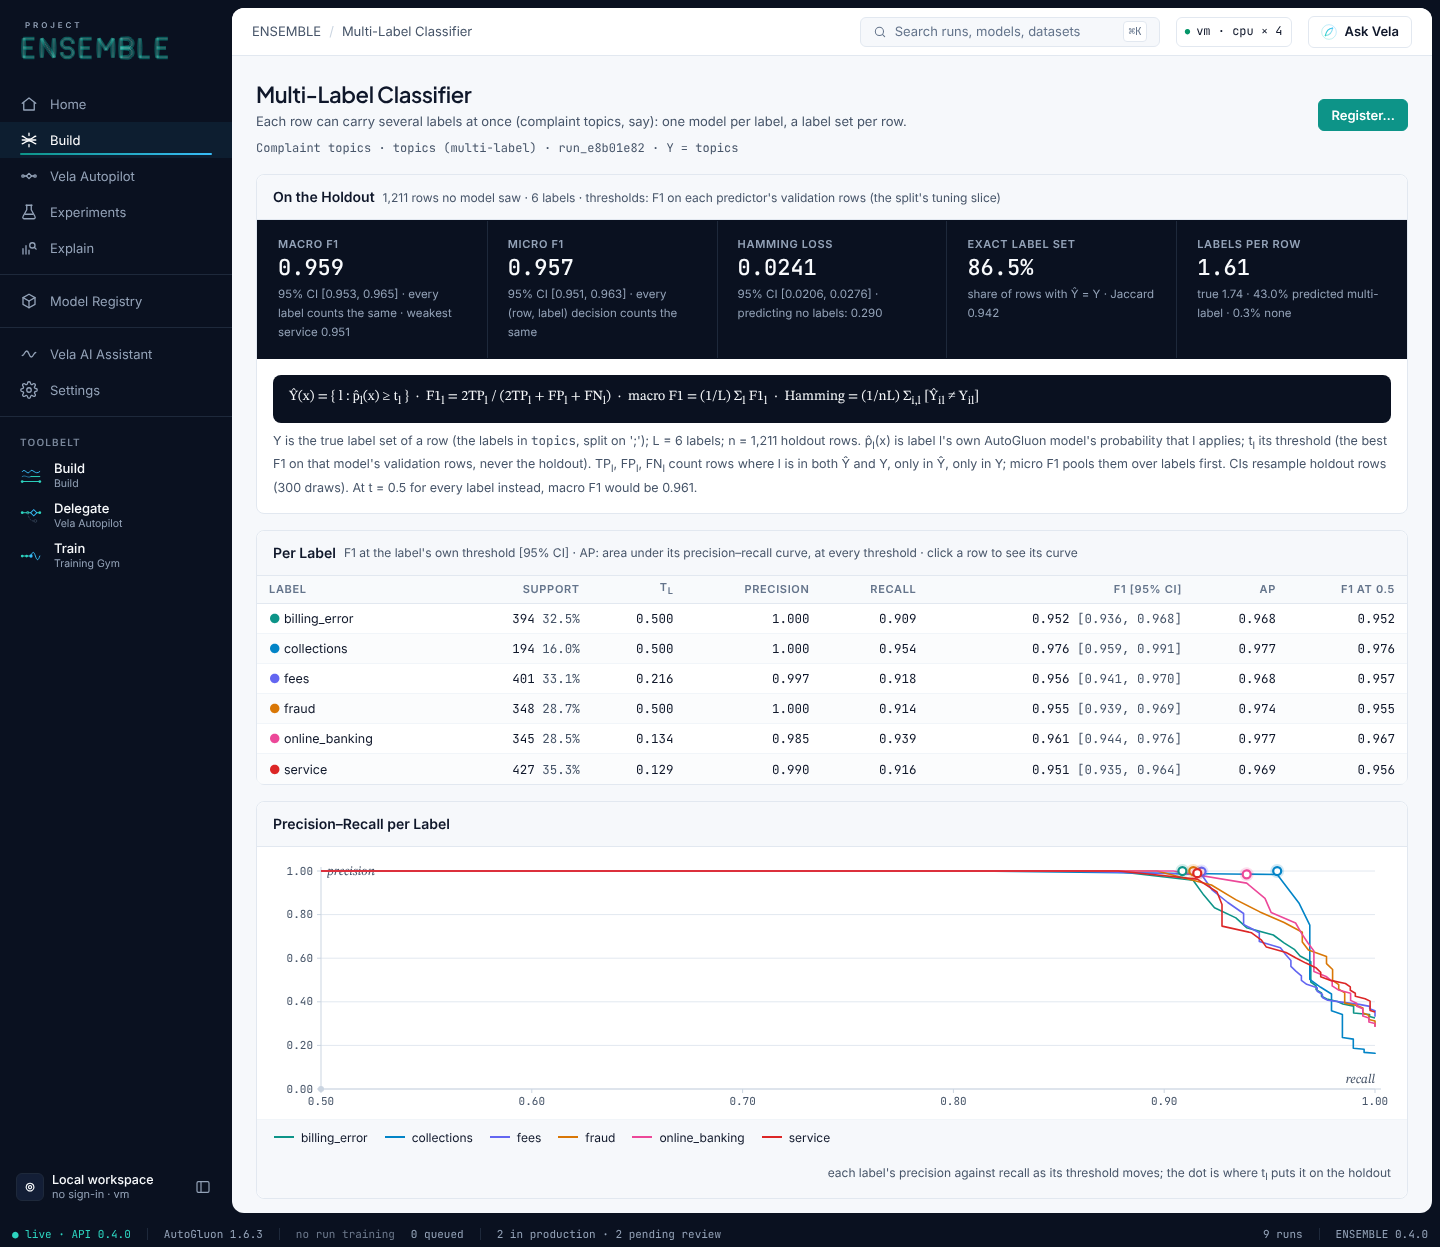 PROJECT
ENSEMBLE
Home
Build
Vela Autopilot
Experiments
Explain
Model Registry
Vela AI Assistant
Settings
TOOLBELT
Build
Build
Delegate
Vela Autopilot
Train
Training Gym
Local workspace
no sign-in · vm
ENSEMBLE / Multi-Label Classifier
Search runs, models, datasets ⌘K
vm · cpu × 4
Ask Vela
Multi-Label Classifier
Each row can carry several labels at once (complaint topics, say): one model per label, a label set per row.
Complaint topics · topics (multi-label) · run_e8b01e82 · Y = topics
Register...
On the Holdout 1,211 rows no model saw · 6 labels · thresholds: F1 on each predictor's validation rows (the split's tuning slice)
MACRO F1
0.959
95% CI [0.953, 0.965] · every
label counts the same · weakest
service 0.951
MICRO F1
0.957
95% CI [0.951, 0.963] · every
(row, label) decision counts the
same
HAMMING LOSS
0.0241
95% CI [0.0206, 0.0276] ·
predicting no labels: 0.290
EXACT LABEL SET
86.5%
share of rows with Ŷ = Y · Jaccard
0.942
LABELS PER ROW
1.61
true 1.74 · 43.0% predicted multi-
label · 0.3% none
Ŷ(x) = { l : p̂l(x) ≥ tl } · F1l = 2TPl / (2TPl + FPl + FNl) · macro F1 = (1/L) Σl F1l · Hamming = (1/nL) Σi,l [Ŷil ≠ Yil]
Y is the true label set of a row (the labels in topics, split on ';'); L = 6 labels; n = 1,211 holdout rows. p̂l(x) is label l's own AutoGluon model's probability that l applies; tl its threshold (the best
F1 on that model's validation rows, never the holdout). TPl, FPl, FNl count rows where l is in both Ŷ and Y, only in Ŷ, only in Y; micro F1 pools them over labels first. CIs resample holdout rows
(300 draws). At t = 0.5 for every label instead, macro F1 would be 0.961.
Per Label F1 at the label's own threshold [95% CI] · AP: area under its precision–recall curve, at every threshold · click a row to see its curve
LABEL SUPPORT TL PRECISION RECALL F1 [95% CI] AP F1 AT 0.5
billing_error 394 32.5% 0.500 1.000 0.909 0.952 [0.936, 0.968] 0.968 0.952
collections 194 16.0% 0.500 1.000 0.954 0.976 [0.959, 0.991] 0.977 0.976
fees 401 33.1% 0.216 0.997 0.918 0.956 [0.941, 0.970] 0.968 0.957
fraud 348 28.7% 0.500 1.000 0.914 0.955 [0.939, 0.969] 0.974 0.955
online_banking 345 28.5% 0.134 0.985 0.939 0.961 [0.944, 0.976] 0.977 0.967
service 427 35.3% 0.129 0.990 0.916 0.951 [0.935, 0.964] 0.969 0.956
Precision–Recall per Label
1.00
0.80
0.60
0.40
0.20
0.00
precision
recall
0.50 0.60 0.70 0.80 0.90 1.00
billing_error collections fees fraud online_banking service
each label's precision against recall as its threshold moves; the dot is where tl puts it on the holdout
live · API 0.4.0 AutoGluon 1.6.3 no run training 0 queued 2 in production · 2 pending review 9 runs ENSEMBLE 0.4.0